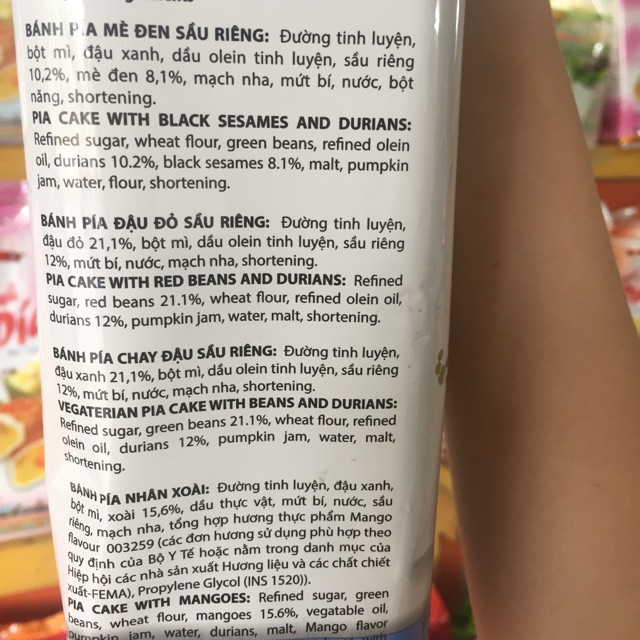 BÁNH PÍA MÈ ĐEN SẦU RIÊNG: Đường tinh luyện,
bột mì, đậu xanh, dầu olein tinh luyện, sầu riêng
10,2%, mè đen 8,1%, mạch nha, mứt bí, nước, bột
năng, shortening.
PIA CAKE WITH BLACK SESAMES AND DURIANS:
Refined sugar, wheat flour, green beans, refined olein
oil, durians 10.2%, black sesames 8.1%, malt, pumpkin
jam, water, flour, shortening.
BÁNH PÍA ĐẬU ĐỎ SẦU RIÊNG: Đường tinh luyện,
đậu đỏ 21,1%, bột mì, dầu olein tinh luyện, sầu riêng
12%, mứt bí, nước, mạch nha, shortening.
PIA CAKE WITH RED BEANS AND DURIANS: Refined
sugar, red beans 21.1%, wheat flour, refined olein oil,
durians 12%, pumpkin jam, water, malt, shortening.
BÁNH PÍA CHAY ĐẬU SẦU RIÊNG: Đường tinh luyện,
đậu xanh 21,1%, bột mì, dầu olein tinh luyện, sầu riêng
12%, mứt bí, nước, mạch nha, shortening.
VEGATERIAN PIA CAKE WITH BEANS AND DURIANS:
Refined sugar, green beans 21.1%, wheat flour, refined
olein oil, durians 12%, pumpkin jam, water, malt,
shortening.
BÁNH PÍA NHÂN XOÀI: Đường tinh luyện, đậu xanh,
bột mì, xoài 15,6%, dầu thực vật, mứt bí, nước, sầu
riêng, mạch nha, tổng hợp hương thực phẩm Mango
flavour 003259 (các đơn hương sử dụng phù hợp theo
quy định của Bộ Y Tế hoặc nằm trong danh mục của
Hiệp hội các nhà sản xuất Hương liệu và các chất chiết
xuất-FEMA), Propylene Glycol (INS 1520)).
PIA CAKE WITH MANGOES: Refined sugar, green
beans, wheat flour, mangoes 15.6%, vegatable oil,
pumpkin jam, water, durians, malt, Mango flavor
with